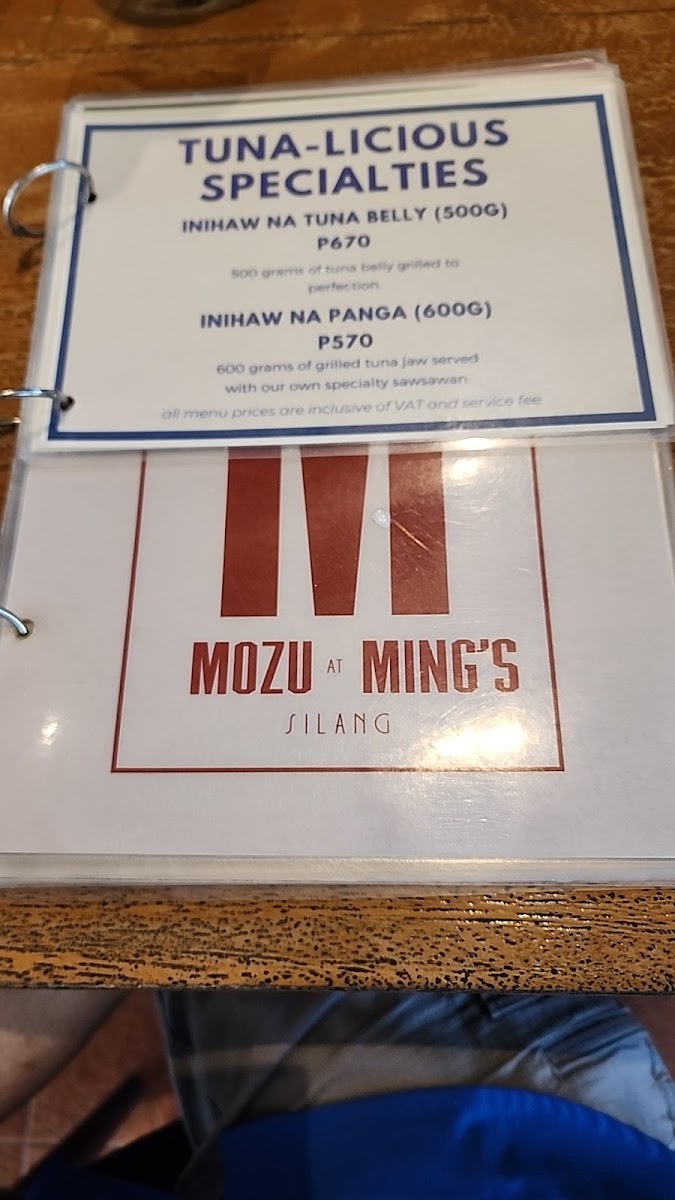 TUNA-LICIOUS
SPECIALTIES
INIHAW NA TUNA BELLY (500G)
P670
500 grams of tuna belly grilled to
perfection.
INIHAW NA PANGA (600G)
P570
600 grams of grilled tuna jaw served
with our own specialty sawsawan.
all menu prices are inclusive of VAT and service fee
M
MOZU AT MING'S
SILANG